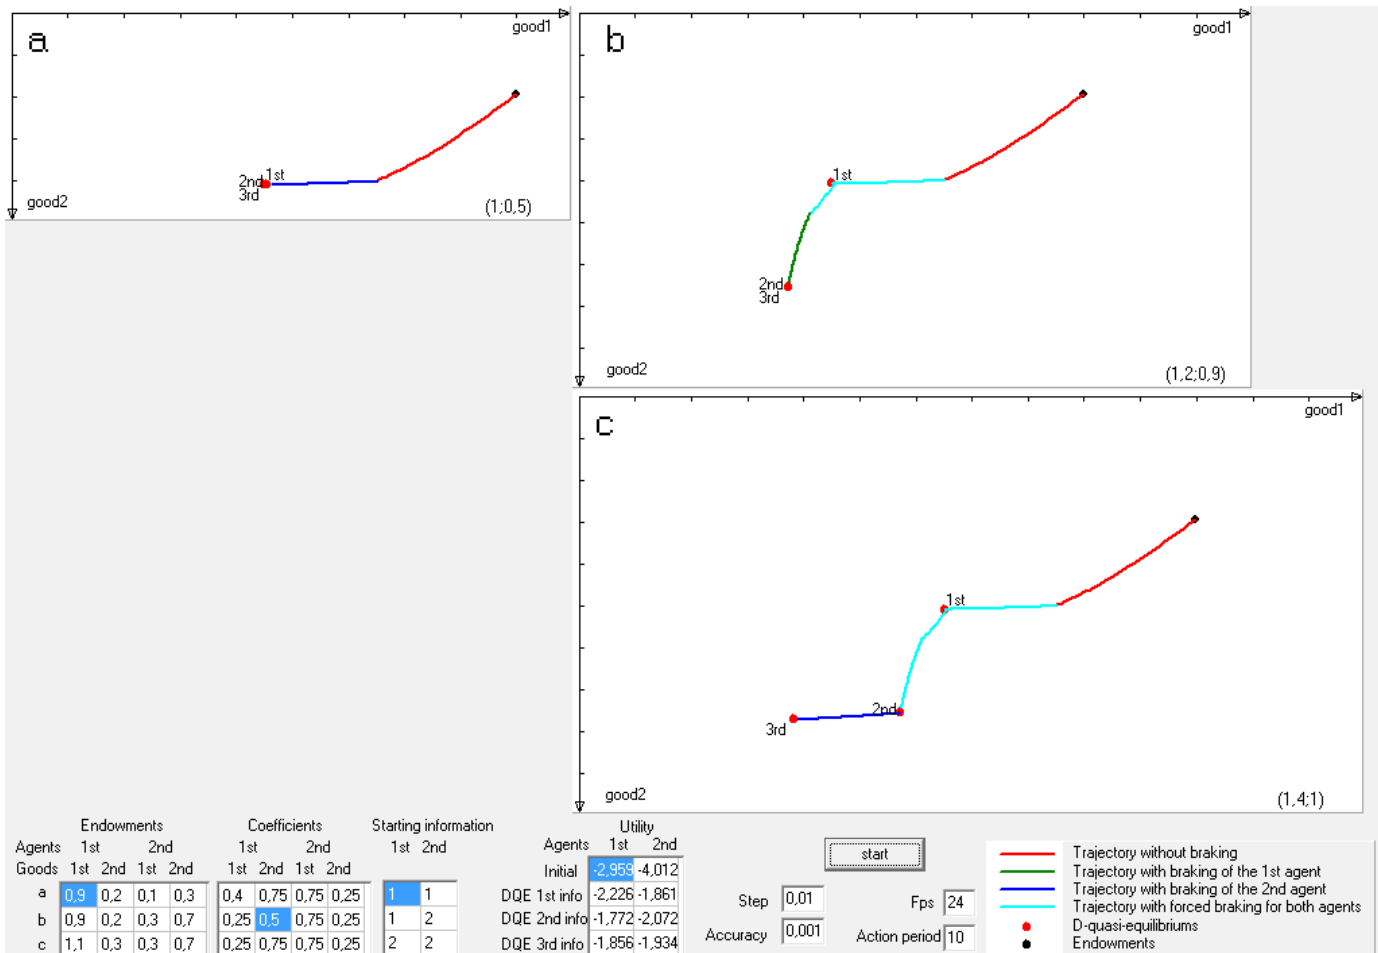 good1
a
1st
2nd
3rd
good2
(1;0,5)
good1
b
1st
2nd
3rd
good2
(1,2;0,9)
good1
c
1st
2nd
3rd
good2
(1,4;1)
Endowments Coefficients Starting information
Agents 1st 2nd 1st 2nd 1st 2nd
Goods 1st 2nd 1st 2nd 1st 2nd 1st 2nd
a 0,9 0,2 0,1 0,3 0,4 0,75 0,75 0,25 1 1
b 0,9 0,2 0,3 0,7 0,25 0,5 0,75 0,25 1 2
c 1,1 0,3 0,3 0,7 0,25 0,75 0,75 0,25 2 2
Utility
Agents 1st 2nd
Initial -2,959 -4,012
DQE 1st info -2,226 -1,861
DQE 2nd info -1,772 -2,072
DQE 3rd info -1,856 -1,934
start
Step 0,01 Fps 24
Accuracy 0,001 Action period 10
Trajectory without braking
Trajectory with braking of the 1st agent
Trajectory with braking of the 2nd agent
Trajectory with forced braking for both agents
D-quasi-equilibriums
Endowments